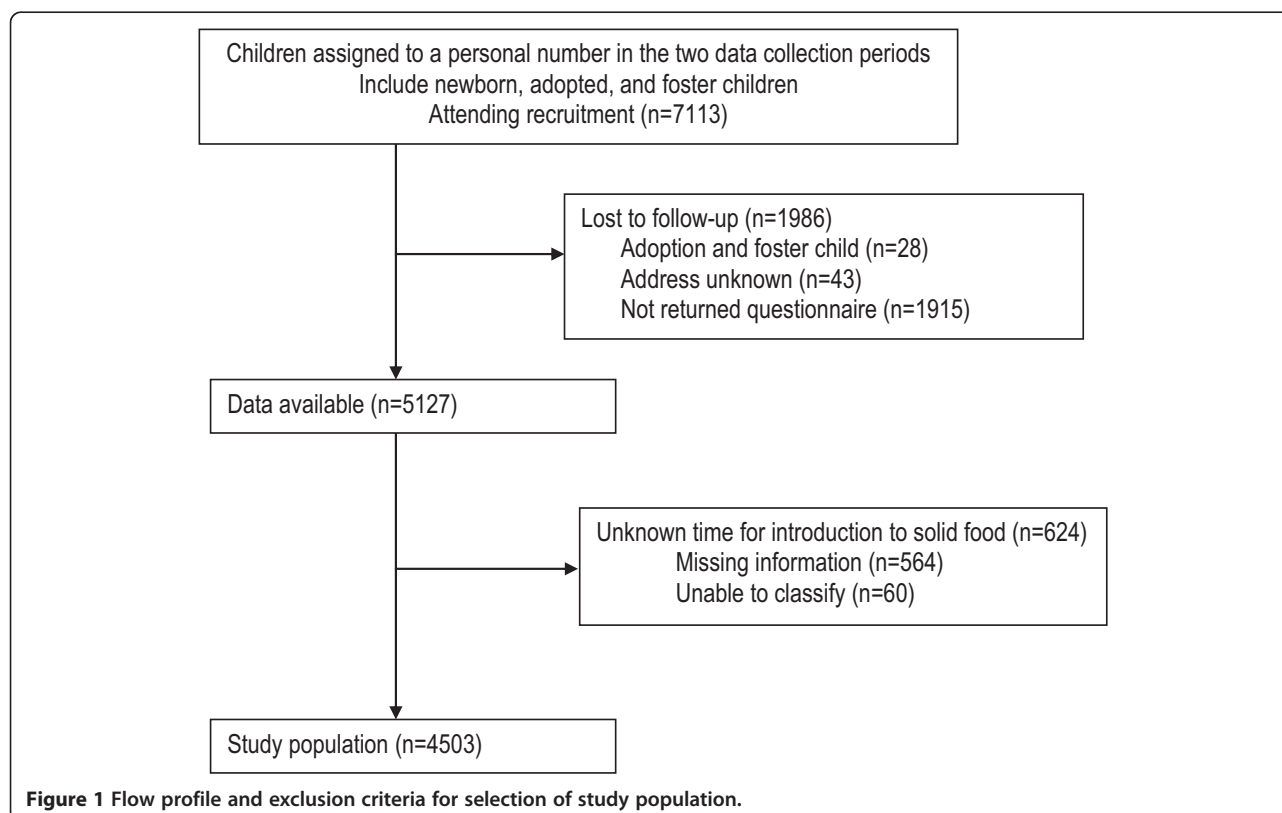 Children assigned to a personal number in the two data collection periods
Include newborn, adopted, and foster children
Attending recruitment (n=7113)
Lost to follow-up (n=1986)
Adoption and foster child (n=28)
Address unknown (n=43)
Not returned questionnaire (n=1915)
Data available (n=5127)
Unknown time for introduction to solid food (n=624)
Missing information (n=564)
Unable to classify (n=60)
Study population (n=4503)
Figure 1 Flow profile and exclusion criteria for selection of study population.